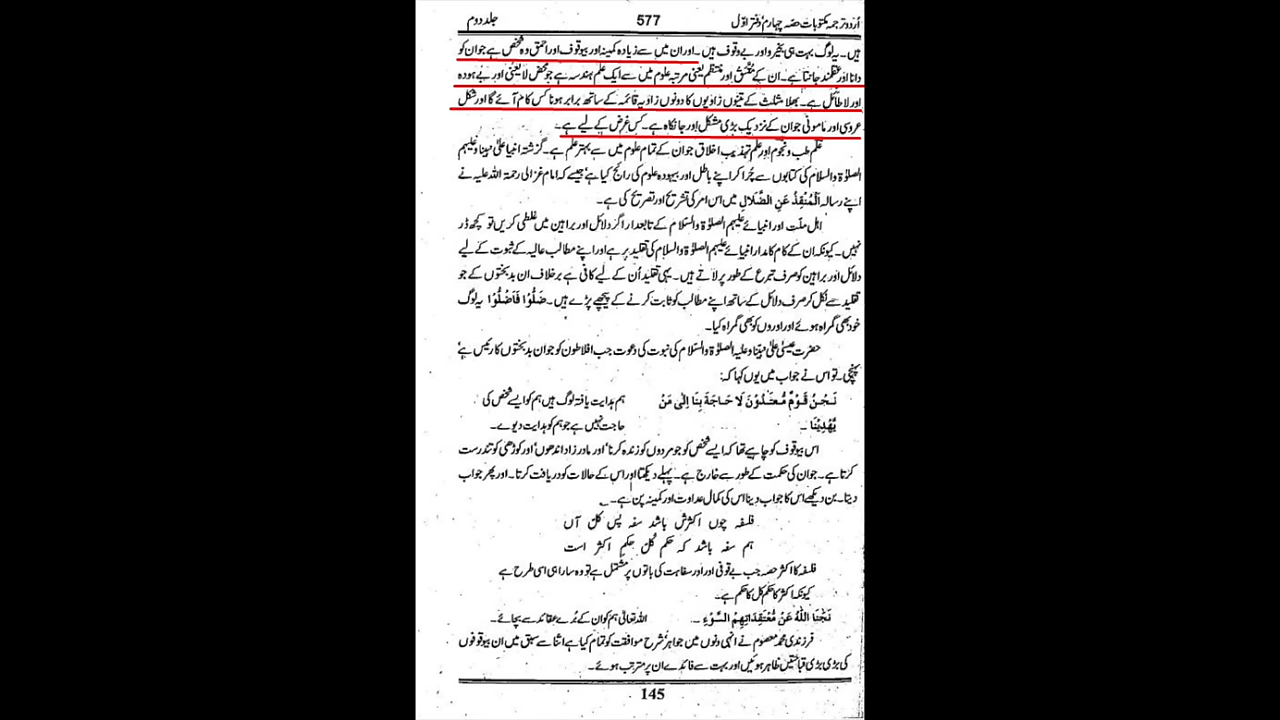 اُردو ترجمہ مکتوبات حصہ چہارم دفتر اوّل 577 جلد دوم
ہیں۔ یہ لوگ بہت ہی بیخبر و اور بے وقوف ہیں۔ اور ان میں سے زیادہ کمینہ اور بیوقوف اور احمق وہ شخص ہے جو ان کو
دانا اور عقلمند جانتا ہے۔ ان کے متسق اور منتظم یعنی مرتبہ علوم میں سے ایک علم ہندسہ ہے جو محض لا یعنی اور بے ہودہ
اور لا طائل ہے۔ بھلا مثلث کے تینوں زاویوں کا دونوں زاویہ قائمہ کے ساتھ برابر ہونا کس کام آئے گا اور شکل
عروسی اور مامونی جو ان کے نزدیک بڑی مشکل اور جانکاہ ہے۔ کس غرض کے لیے ہے۔
علم طب و نجوم اور علم تہذیب اخلاق جو ان کے تمام علوم میں سے بہتر علم ہے۔ گزشتہ انبیا علیٰ نبینا وعلیہم
الصلوٰۃ والسلام کی کتابوں سے چُرا کر اپنے باطل اور بیہودہ علوم کی رائج کیا ہے جیسے کہ امام غزالی رحمۃ اللہ علیہ نے
اپنے رسالہ اَلْمُنْقِذُ عَنِ الضَّلَالِ میں اس امر کی تشریح اور تصریح کی ہے۔
اہل ملّت اور انبیائے علیہم الصلوٰۃ والسّلام کے تابعدار اگر دلائل اور براہین میں غلطی کریں تو کچھ ڈر
نہیں۔ کیونکہ ان کے کام کا مدار انبیائے علیہم الصلوٰۃ والسلام کی تقلید پر ہے اور اپنے مطالب عالیہ کے ثبوت کے لیے
دلائل اور براہین کو صرف تبرع کے طور پر لاتے ہیں۔ یہی تقلید اُن کے لیے کافی ہے برخلاف ان بدبختوں کے جو
تقلید سے نکل کر صرف دلائل کے ساتھ اپنے مطالب کو ثابت کرنے کے پیچھے پڑے ہیں۔ ضَلُّوْا فَاَضَلُّوْا یہ لوگ
خود بھی گمراہ ہوئے اور اوروں کو بھی گمراہ کیا۔
حضرت عیسیٰ علیٰ نبینا وعلیہ الصلوٰۃ والسّلام کی نبوت کی دعوت جب افلاطون کو جو ان بدبختوں کا رئیس ہے
پہنچی۔ تو اس نے جواب میں یوں کہا کہ:
نَحْنُ قَوْمٌ مُّهْتَدُوْنَ لَا حَاجَةَ بِنَا اِلٰى مَنْ ہم ہدایت یافتہ لوگ ہیں ہم کو ایسے شخص کی
يَّهْدِيْنَا ۔ حاجت نہیں ہے جو ہم کو ہدایت دیوے۔
اس بیوقوف کو چاہیے تھا کہ ایسے شخص کو جو مردوں کو زندہ کرتا اور مادر زاد اندھوں اور کوڑھی کو تندرست
کرتا ہے۔ جو ان کی حکمت کے طور سے خارج ہے۔ پہلے دیکھتا اور اس کے حالات کو دریافت کرتا۔ اور پھر جواب
دیتا۔ بن دیکھے اس کا جواب دینا اس کی کمال عداوت اور کمینہ پن ہے۔
فلسفہ چوں اکثرش باشد سفہ پس کل آں
ہم سفہ باشد کہ حکم کُل حکم اکثر است
فلسفہ کا اکثر حصہ جب بے قوفی اور اور سفاہت کی باتوں پر مشتمل ہے تو وہ سارا ہی اسی طرح ہے
کیونکہ اکثر کا حکم کل کا حکم ہے۔
نَجَّنَا اللّٰهُ عَنْ مُّعْتَقِدَاتِهِمُ السُّوْءِ ۔ اللہ تعالیٰ ہم کو ان کے بُرے عقائد سے بچائے۔
فرزندی محمد معصوم نے انہی دنوں میں جواہر شرح مواقف کو تمام کیا ہے اثنا سے سبق میں ان بیوقوفوں
کی بڑی بڑی قباحتیں ظاہر ہوئیں اور بہت سے فائدے ان پر مترتب ہوئے۔
145